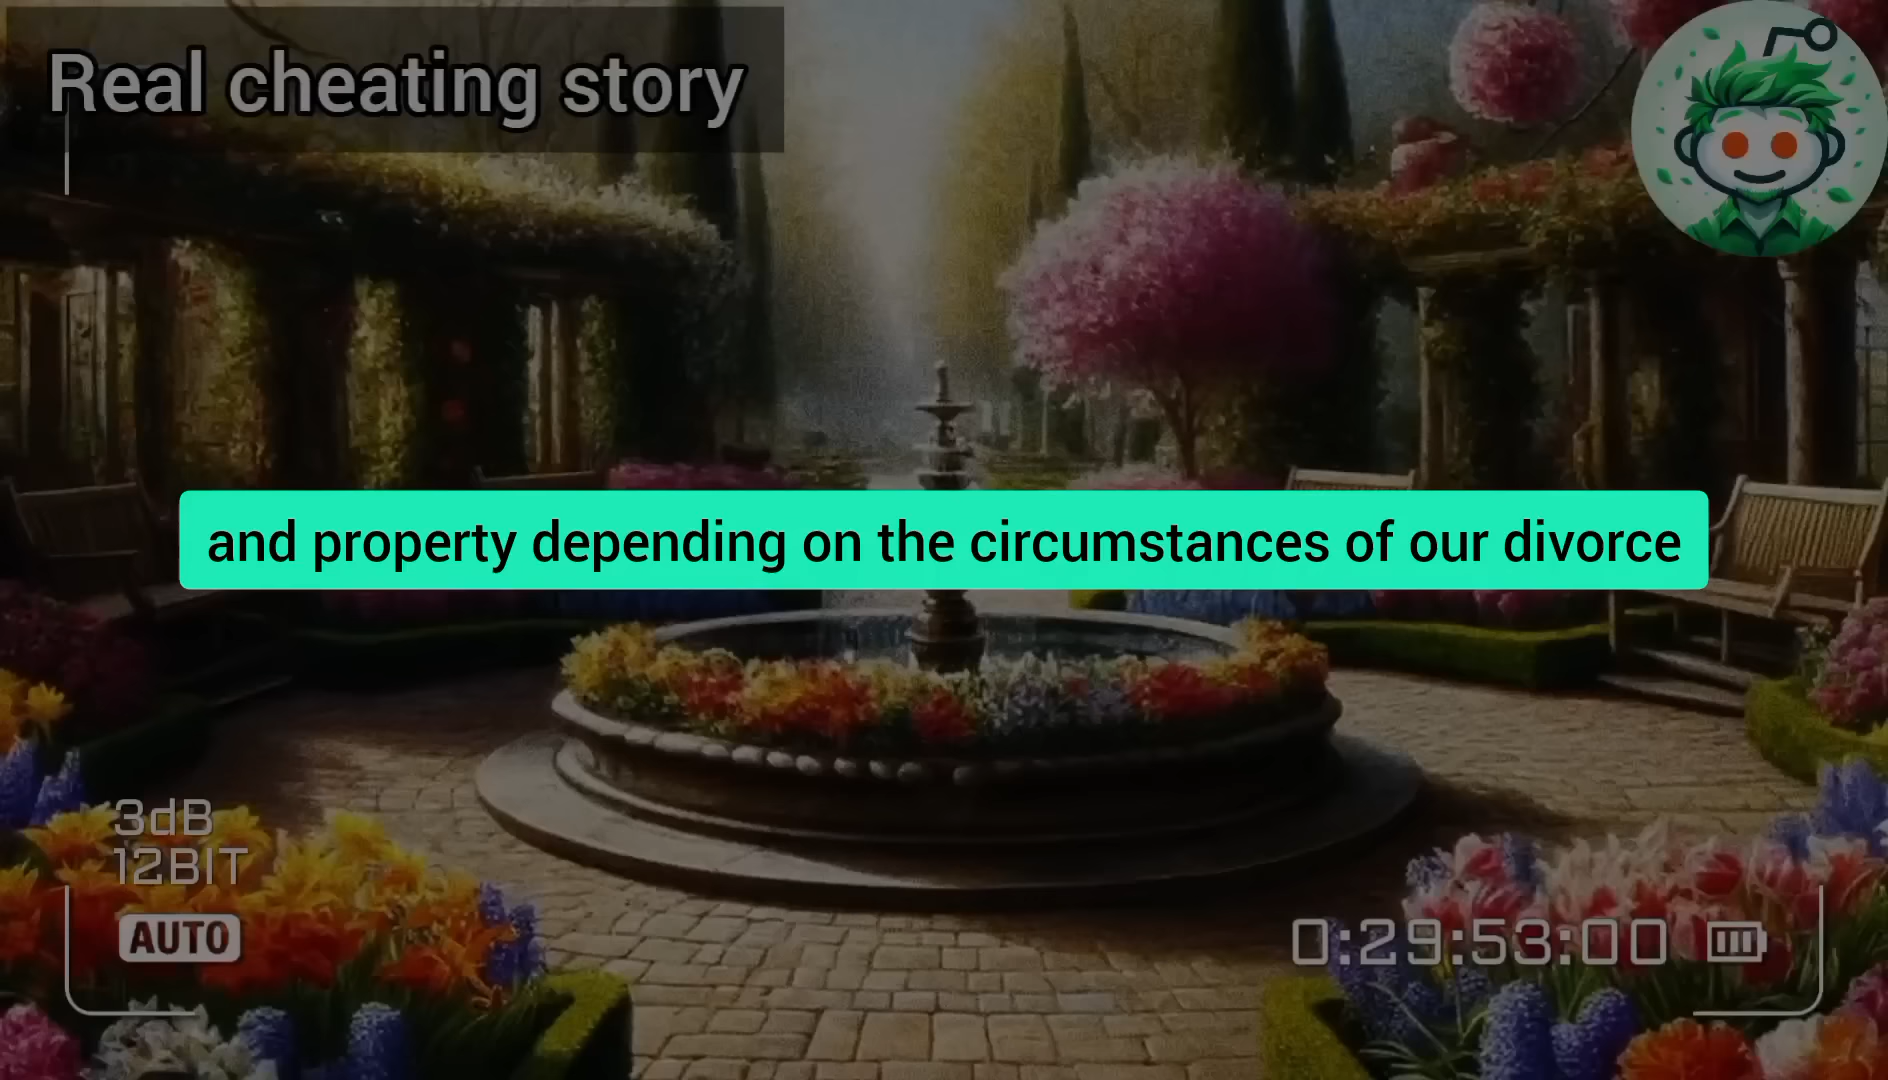 Real cheating story
and property depending on the circumstances of our divorce
3dB
12BIT
AUTO
0:29:53:00